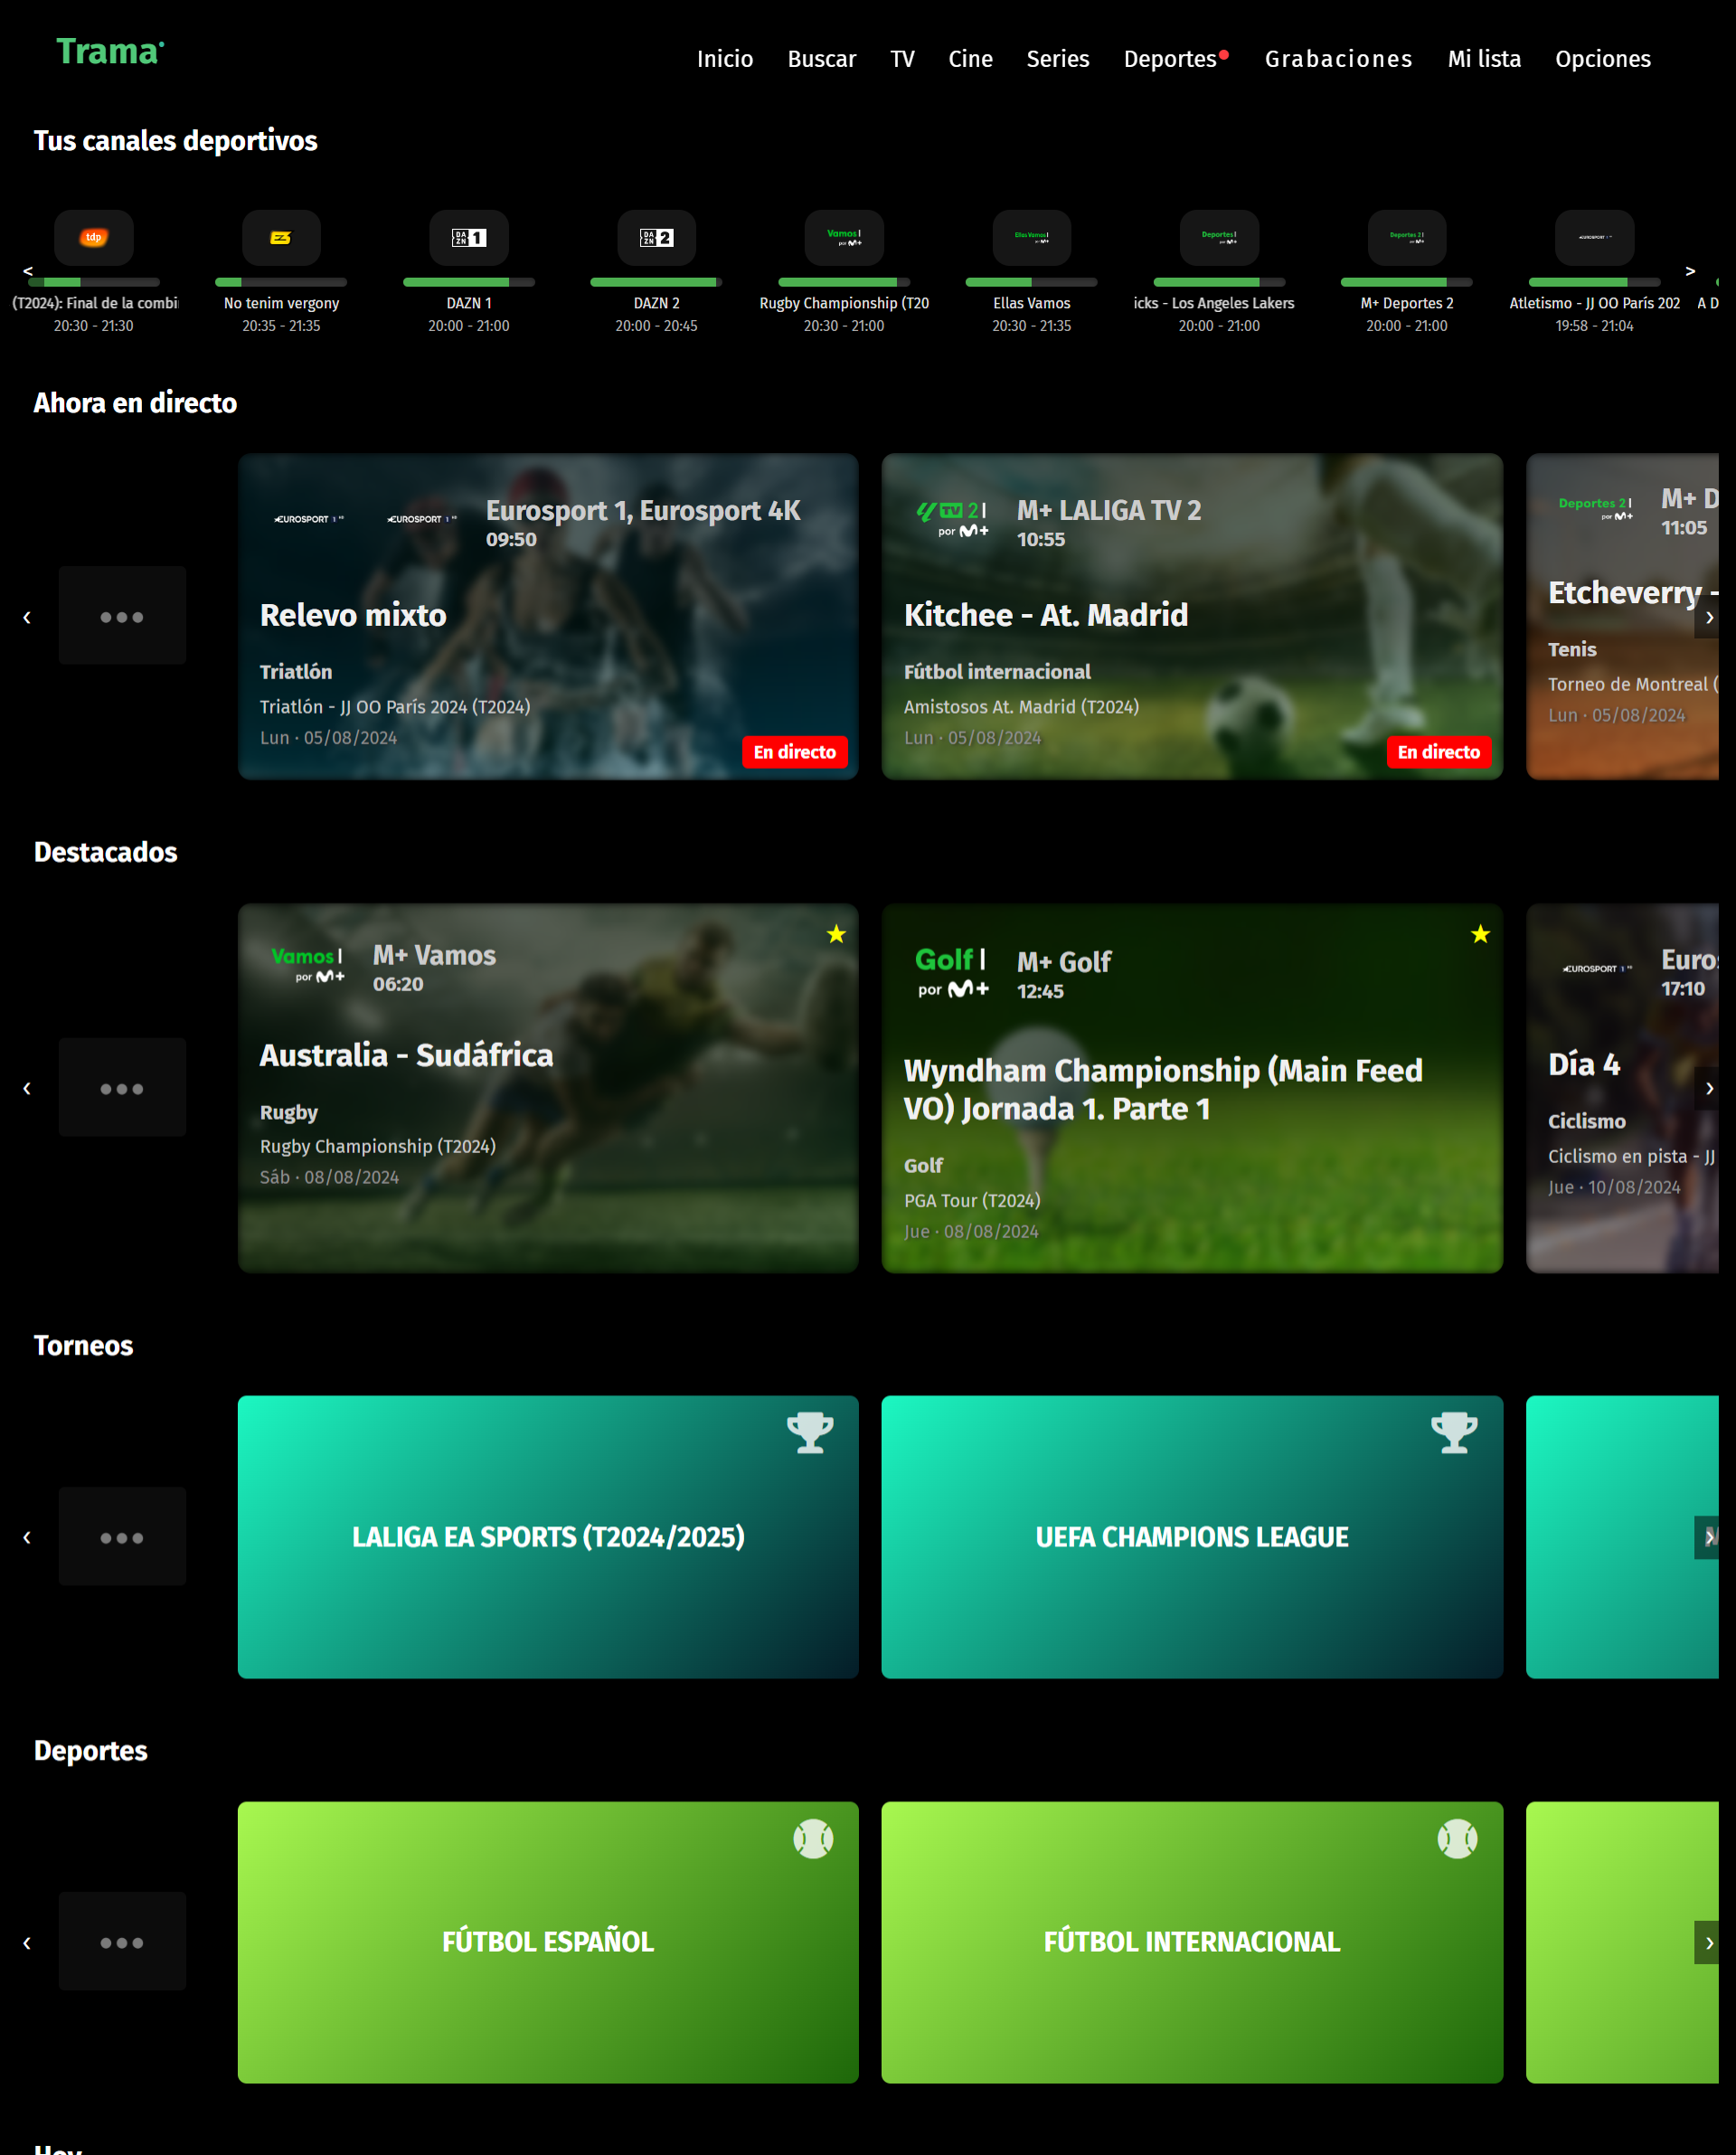 Trama
Inicio Buscar TV Cine Series Deportes Grabaciones Mi lista Opciones
Tus canales deportivos
tdp
DAZN 1
DAZN 2
Vamos por M+
Ellas Vamos por M+
Deportes por M+
Deportes 2 por M+
EUROSPORT 1
< >
(T2024): Final de la combi No tenim vergony DAZN 1 DAZN 2 Rugby Championship (T20 Ellas Vamos icks - Los Angeles Lakers M+ Deportes 2 Atletismo - JJ OO París 202 A D
20:30 - 21:30 20:35 - 21:35 20:00 - 21:00 20:00 - 20:45 20:30 - 21:00 20:30 - 21:35 20:00 - 21:00 20:00 - 21:00 19:58 - 21:04
Ahora en directo
EUROSPORT 1 EUROSPORT 1
Eurosport 1, Eurosport 4K
09:50
Relevo mixto
Triatlón
Triatlón - JJ OO París 2024 (T2024)
Lun · 05/08/2024
En directo
TV 2
por M+
M+ LALIGA TV 2
10:55
Kitchee - At. Madrid
Fútbol internacional
Amistosos At. Madrid (T2024)
Lun · 05/08/2024
En directo
Deportes 2
por M+
M+ D
11:05
Etcheverry -
Tenis
Torneo de Montreal (
Lun · 05/08/2024
Destacados
Vamos
por M+
M+ Vamos
06:20
Australia - Sudáfrica
Rugby
Rugby Championship (T2024)
Sáb · 08/08/2024
Golf
por M+
M+ Golf
12:45
Wyndham Championship (Main Feed
VO) Jornada 1. Parte 1
Golf
PGA Tour (T2024)
Jue · 08/08/2024
EUROSPORT 1
Euros
17:10
Día 4
Ciclismo
Ciclismo en pista - JJ
Jue · 10/08/2024
Torneos
LALIGA EA SPORTS (T2024/2025)
UEFA CHAMPIONS LEAGUE
Deportes
FÚTBOL ESPAÑOL
FÚTBOL INTERNACIONAL
Hoy